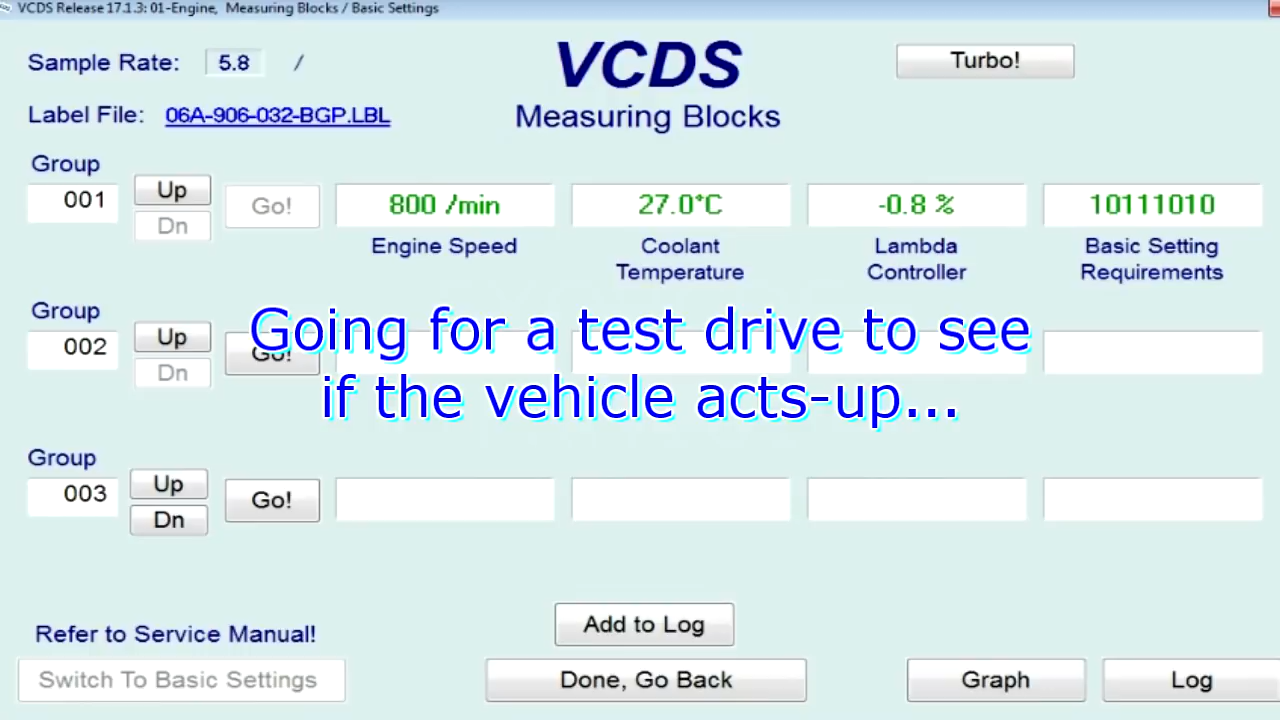 VCDS Release 17.1.3: 01-Engine, Measuring Blocks / Basic Settings
Sample Rate: 5.8 /
VCDS
Turbo!
Label File: 06A-906-032-BGP.LBL
Measuring Blocks
Group
001
Up
Dn
Go!
800 /min
27.0°C
-0.8 %
10111010
Engine Speed
Coolant
Temperature
Lambda
Controller
Basic Setting
Requirements
Group
002
Up
Dn
Go!
Going for a test drive to see
if the vehicle acts-up...
Group
003
Up
Dn
Go!
Refer to Service Manual!
Add to Log
Switch To Basic Settings
Done, Go Back
Graph
Log